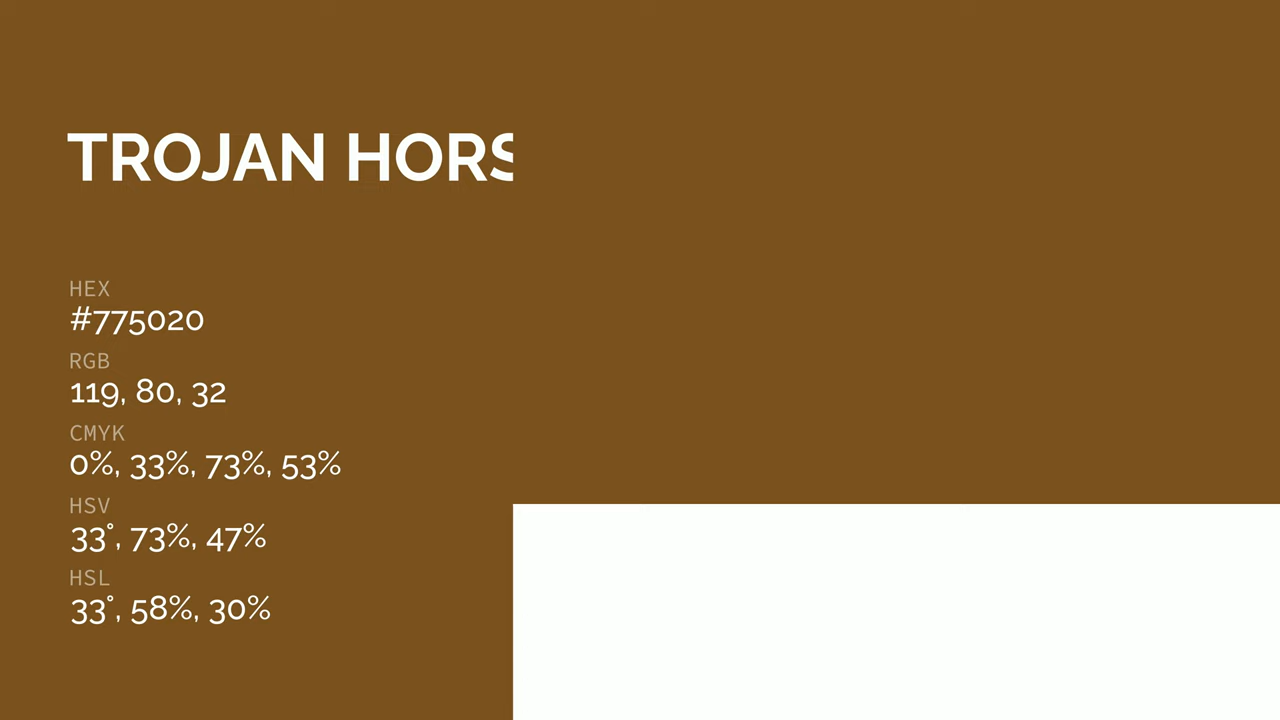 TROJAN HORS
HEX
#775020
RGB
119, 80, 32
CMYK
0%, 33%, 73%, 53%
HSV
33°, 73%, 47%
HSL
33°, 58%, 30%